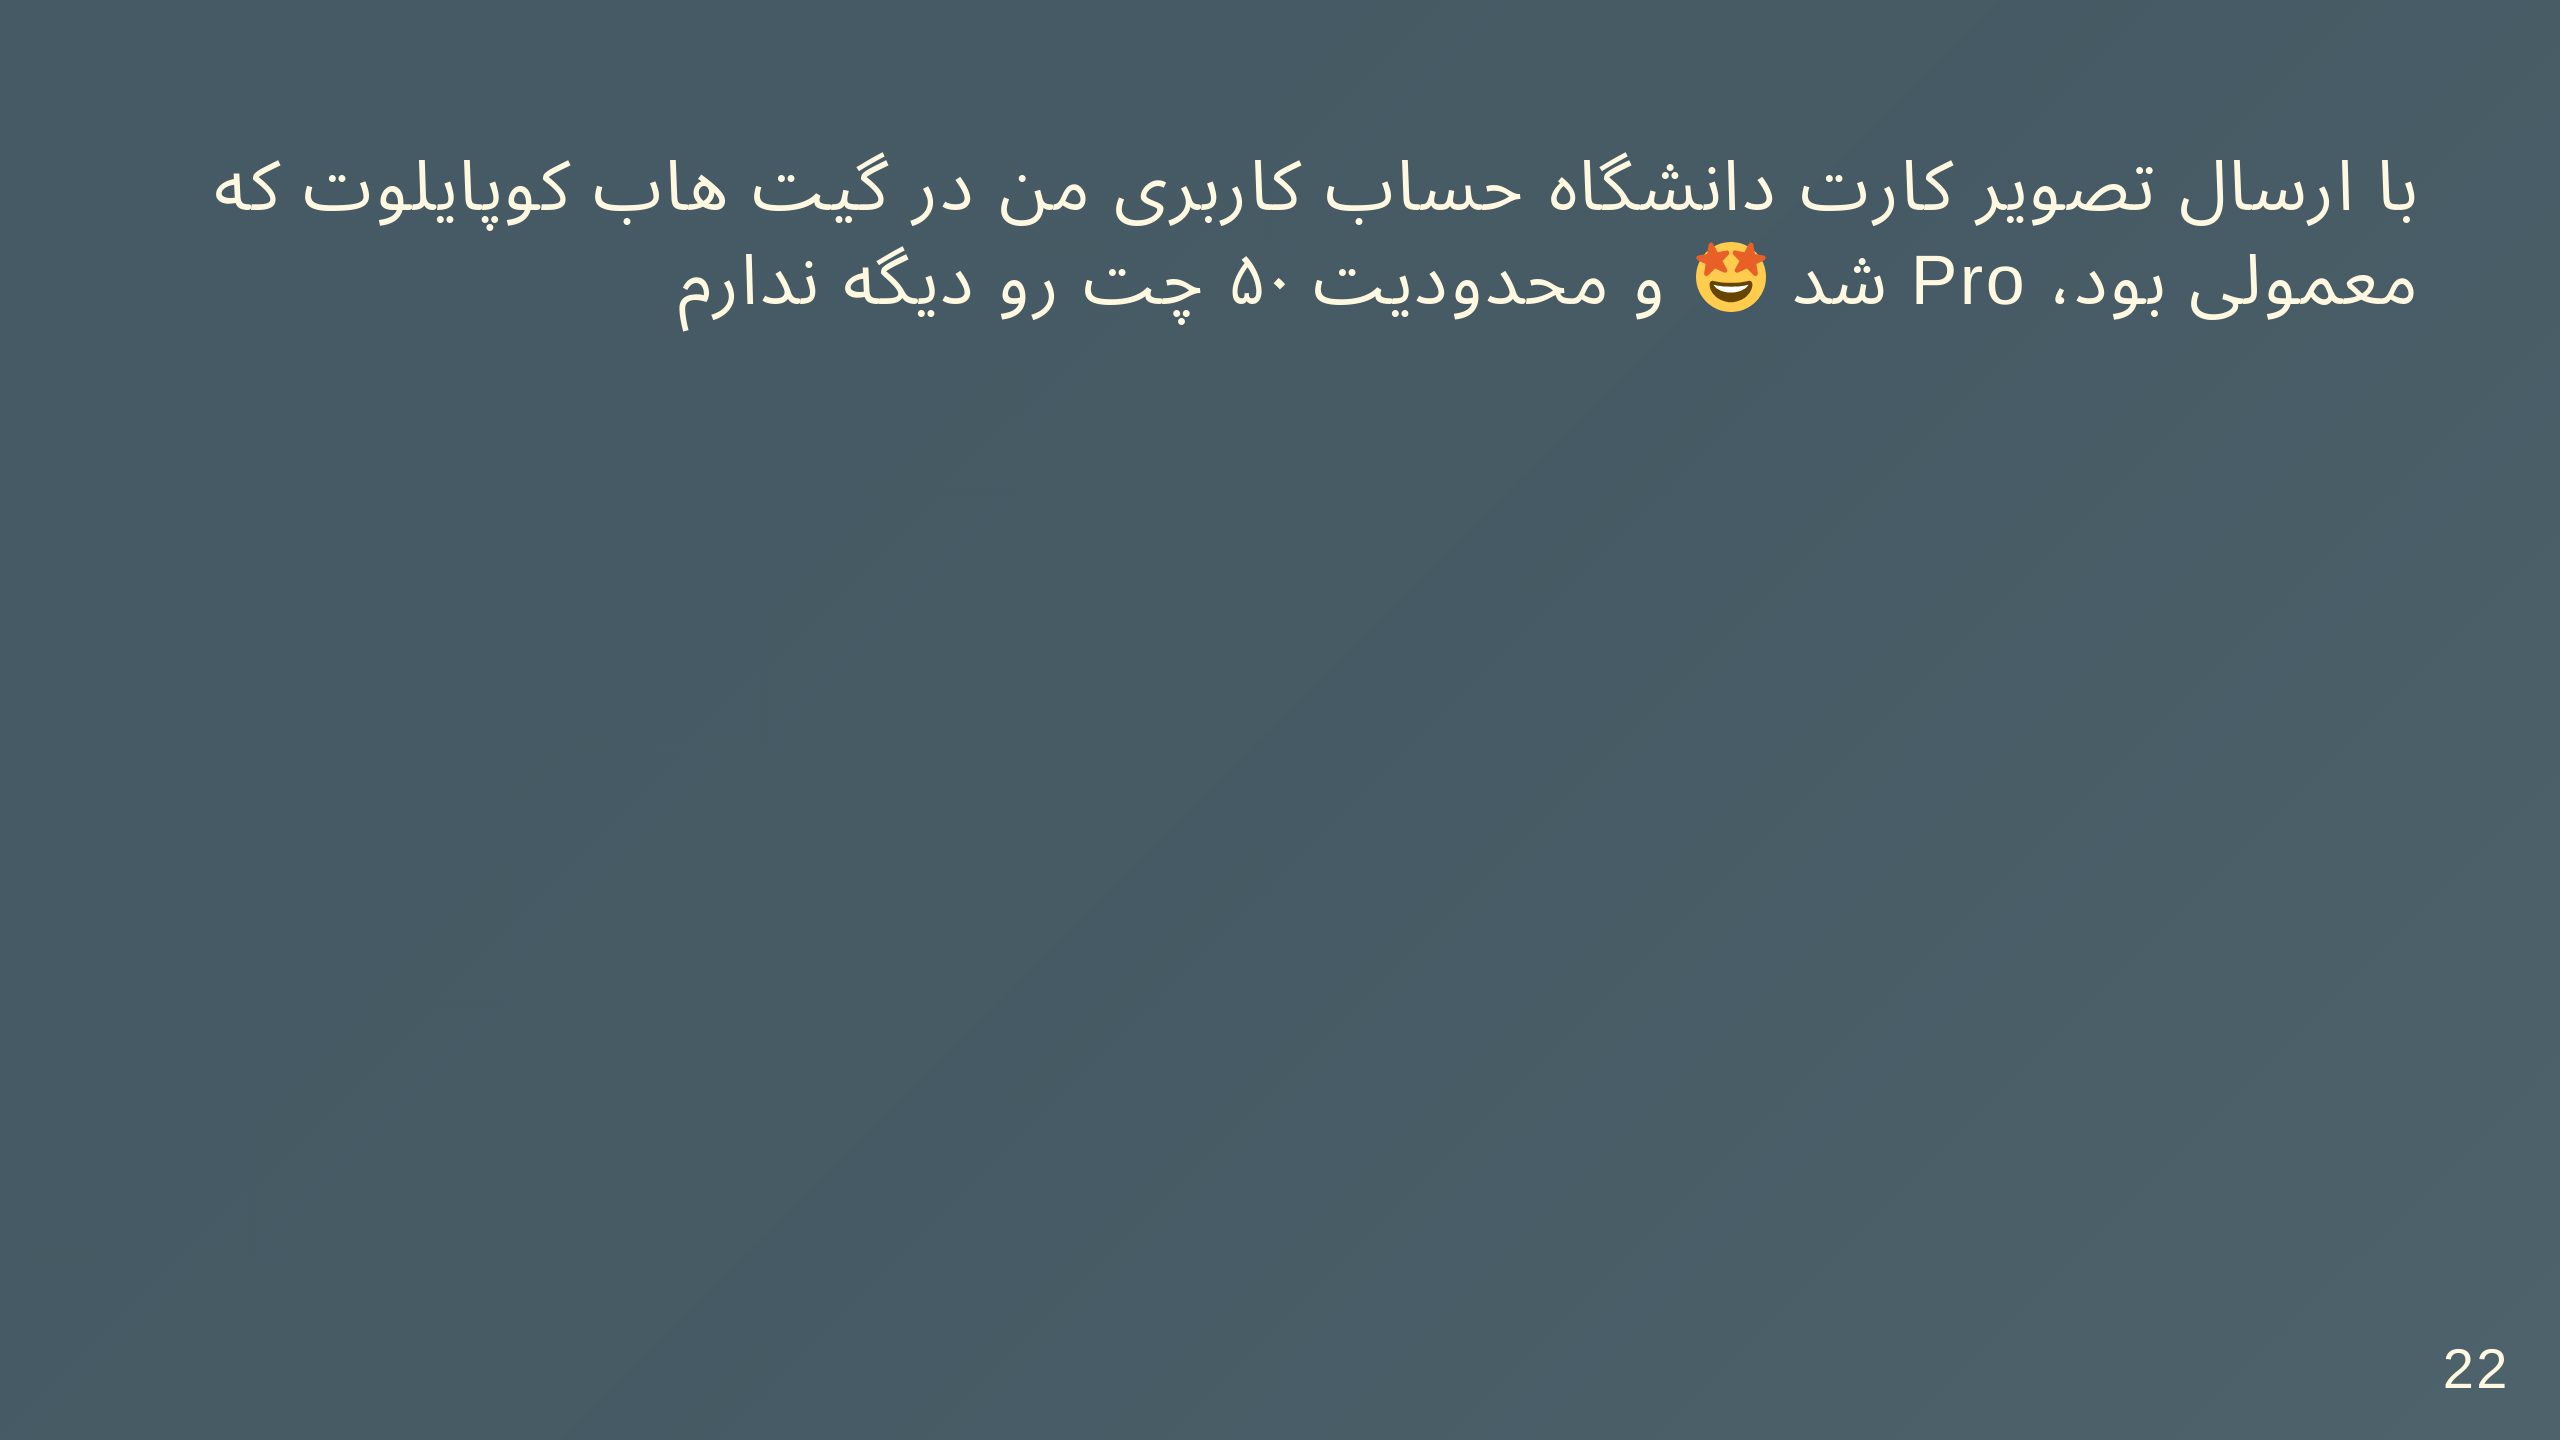 با ارسال تصویر کارت دانشگاه حساب کاربری من در گیت هاب کوپایلوت که
معمولی بود، Pro شد 🤩 و محدودیت ۵۰ چت رو دیگه ندارم
22